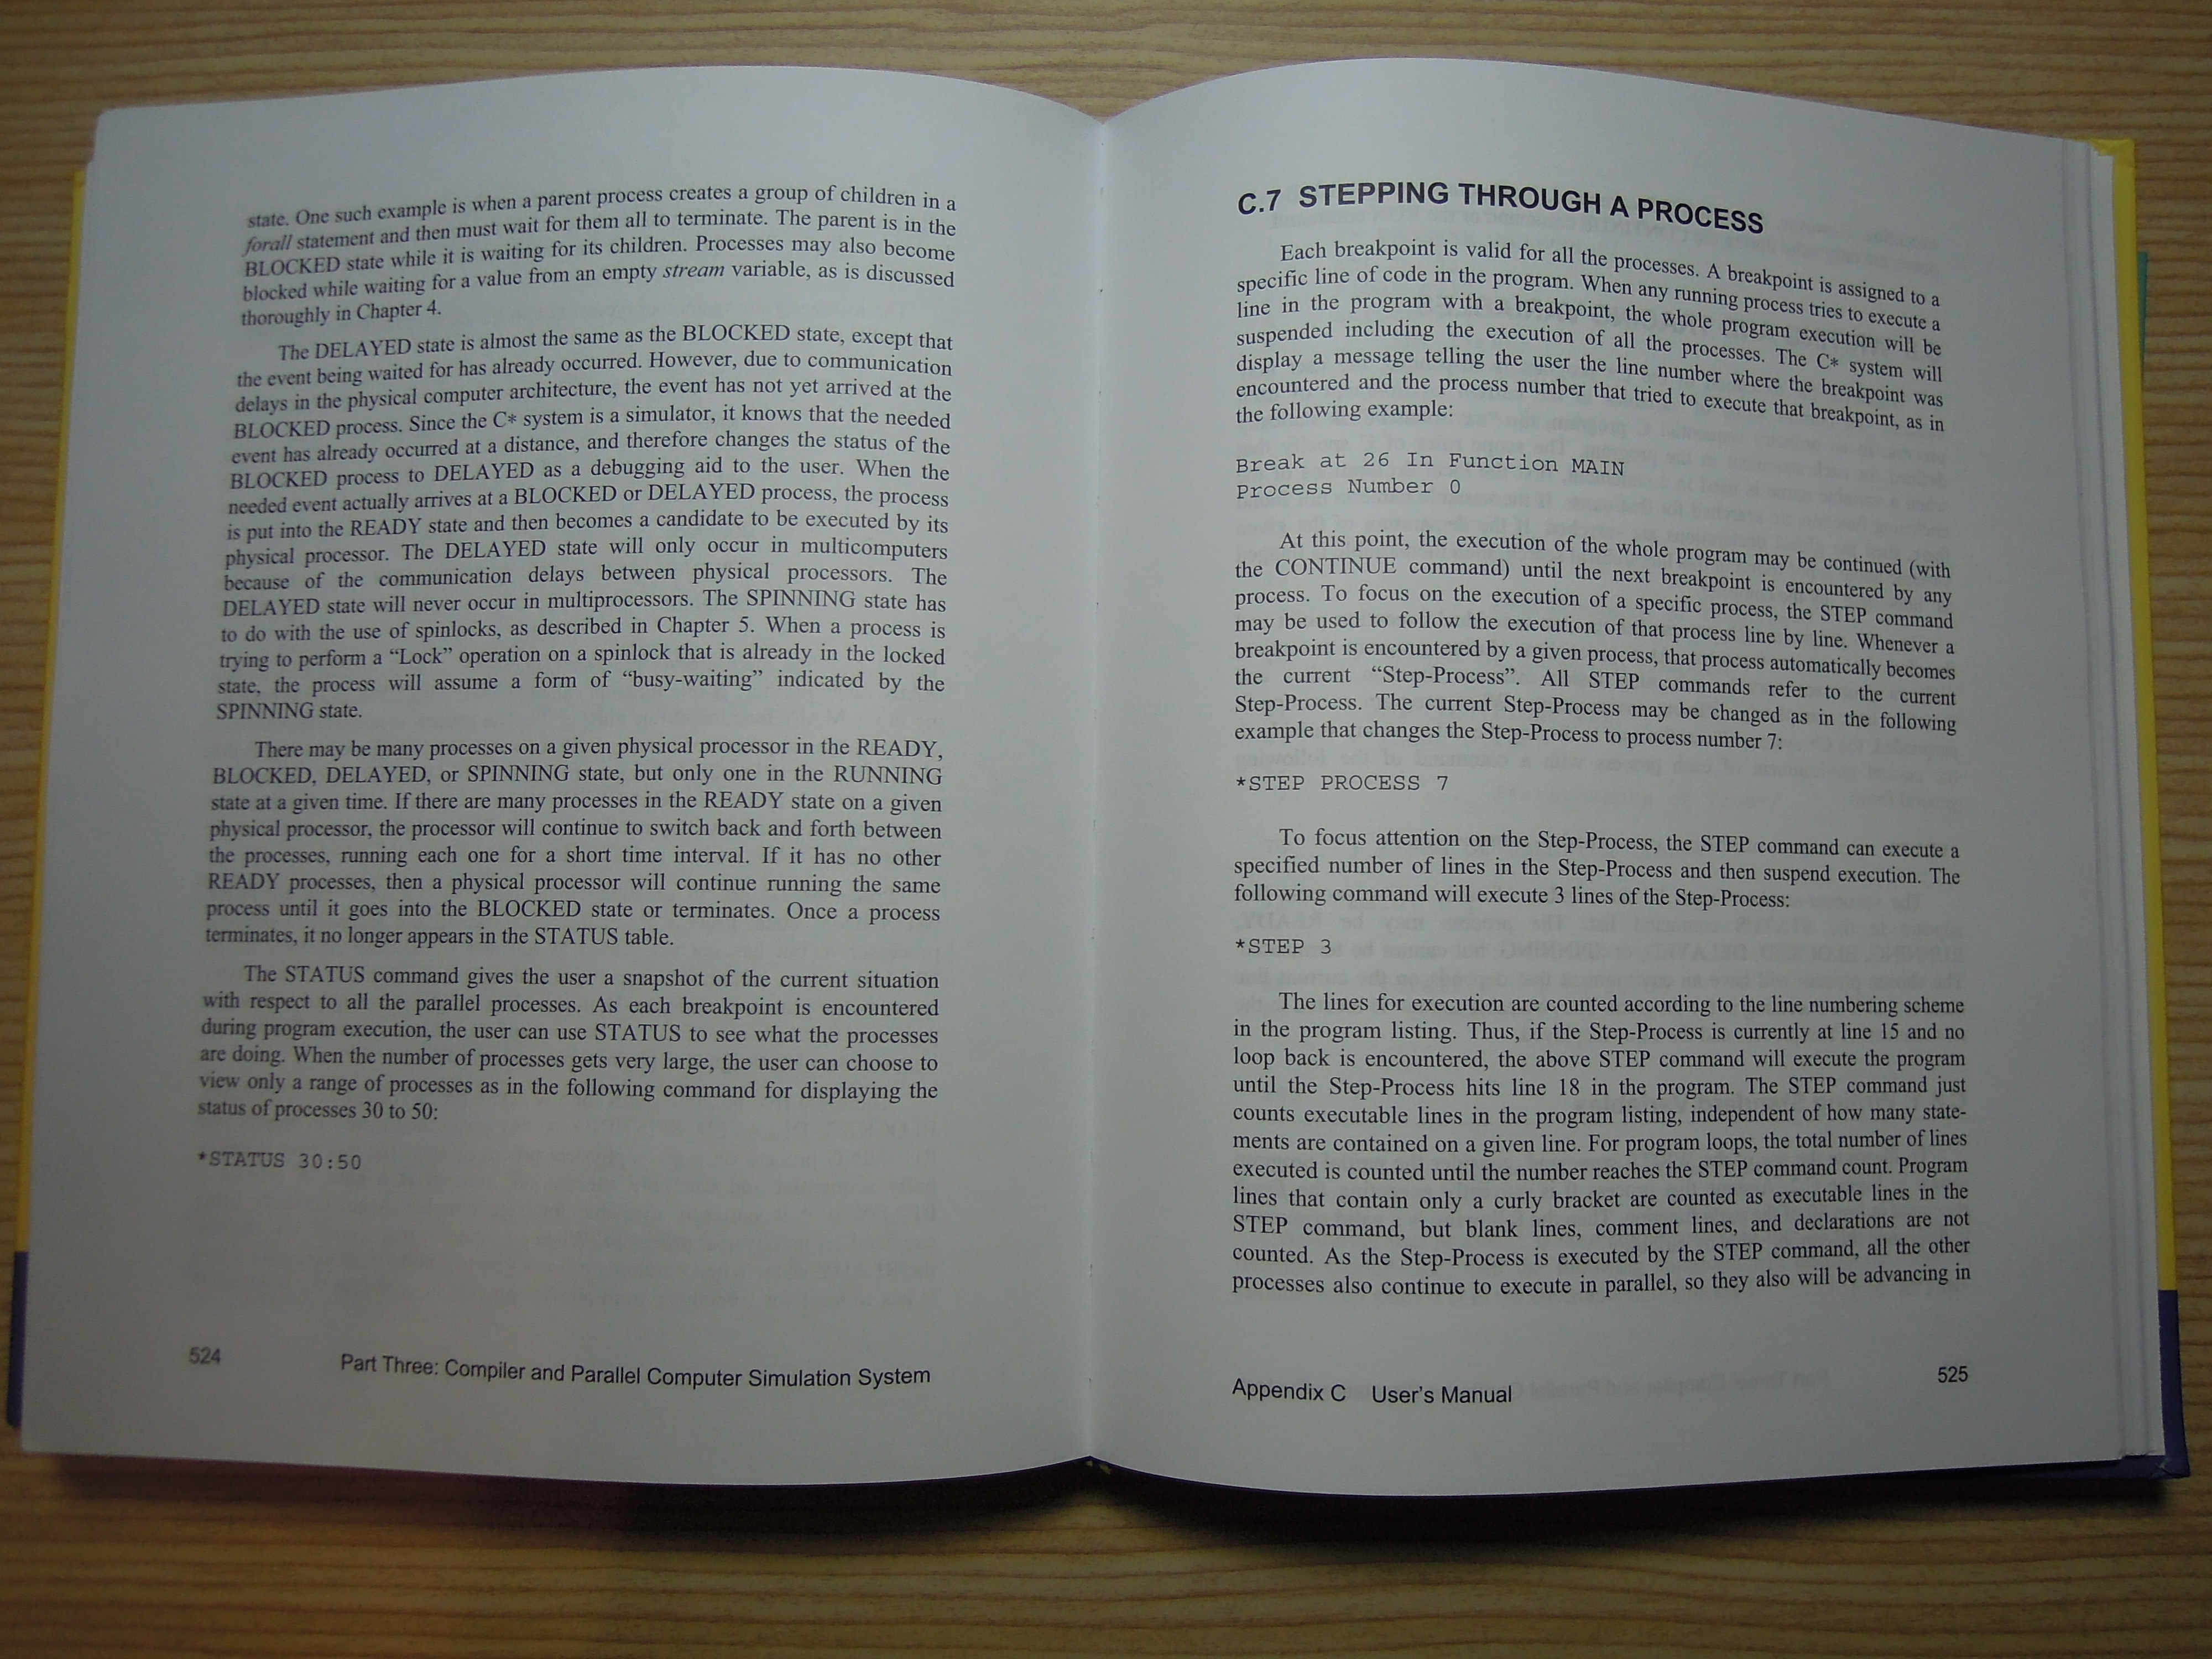 state. One such example is when a parent process creates a group of children in a
forall statement and then must wait for them all to terminate. The parent is in the
BLOCKED state while it is waiting for its children. Processes may also become
blocked while waiting for a value from an empty stream variable, as is discussed
thoroughly in Chapter 4.
The DELAYED state is almost the same as the BLOCKED state, except that
the event being waited for has already occurred. However, due to communication
delays in the physical computer architecture, the event has not yet arrived at the
BLOCKED process. Since the C* system is a simulator, it knows that the needed
event has already occurred at a distance, and therefore changes the status of the
BLOCKED process to DELAYED as a debugging aid to the user. When the
needed event actually arrives at a BLOCKED or DELAYED process, the process
is put into the READY state and then becomes a candidate to be executed by its
physical processor. The DELAYED state will only occur in multicomputers
because of the communication delays between physical processors. The
DELAYED state will never occur in multiprocessors. The SPINNING state has
to do with the use of spinlocks, as described in Chapter 5. When a process is
trying to perform a “Lock” operation on a spinlock that is already in the locked
state, the process will assume a form of “busy-waiting” indicated by the
SPINNING state.
There may be many processes on a given physical processor in the READY,
BLOCKED, DELAYED, or SPINNING state, but only one in the RUNNING
state at a given time. If there are many processes in the READY state on a given
physical processor, the processor will continue to switch back and forth between
the processes, running each one for a short time interval. If it has no other
READY processes, then a physical processor will continue running the same
process until it goes into the BLOCKED state or terminates. Once a process
terminates, it no longer appears in the STATUS table.
The STATUS command gives the user a snapshot of the current situation
with respect to all the parallel processes. As each breakpoint is encountered
during program execution, the user can use STATUS to see what the processes
are doing. When the number of processes gets very large, the user can choose to
view only a range of processes as in the following command for displaying the
status of processes 30 to 50:
*STATUS 30:50
524 Part Three: Compiler and Parallel Computer Simulation System
C.7 STEPPING THROUGH A PROCESS
Each breakpoint is valid for all the processes. A breakpoint is assigned to a
specific line of code in the program. When any running process tries to execute a
line in the program with a breakpoint, the whole program execution will be
suspended including the execution of all the processes. The C* system will
display a message telling the user the line number where the breakpoint was
encountered and the process number that tried to execute that breakpoint, as in
the following example:
Break at 26 In Function MAIN
Process Number 0
At this point, the execution of the whole program may be continued (with
the CONTINUE command) until the next breakpoint is encountered by any
process. To focus on the execution of a specific process, the STEP command
may be used to follow the execution of that process line by line. Whenever a
breakpoint is encountered by a given process, that process automatically becomes
the current “Step-Process”. All STEP commands refer to the current
Step-Process. The current Step-Process may be changed as in the following
example that changes the Step-Process to process number 7:
*STEP PROCESS 7
To focus attention on the Step-Process, the STEP command can execute a
specified number of lines in the Step-Process and then suspend execution. The
following command will execute 3 lines of the Step-Process:
*STEP 3
The lines for execution are counted according to the line numbering scheme
in the program listing. Thus, if the Step-Process is currently at line 15 and no
loop back is encountered, the above STEP command will execute the program
until the Step-Process hits line 18 in the program. The STEP command just
counts executable lines in the program listing, independent of how many state-
ments are contained on a given line. For program loops, the total number of lines
executed is counted until the number reaches the STEP command count. Program
lines that contain only a curly bracket are counted as executable lines in the
STEP command, but blank lines, comment lines, and declarations are not
counted. As the Step-Process is executed by the STEP command, all the other
processes also continue to execute in parallel, so they also will be advancing in
Appendix C User's Manual 525